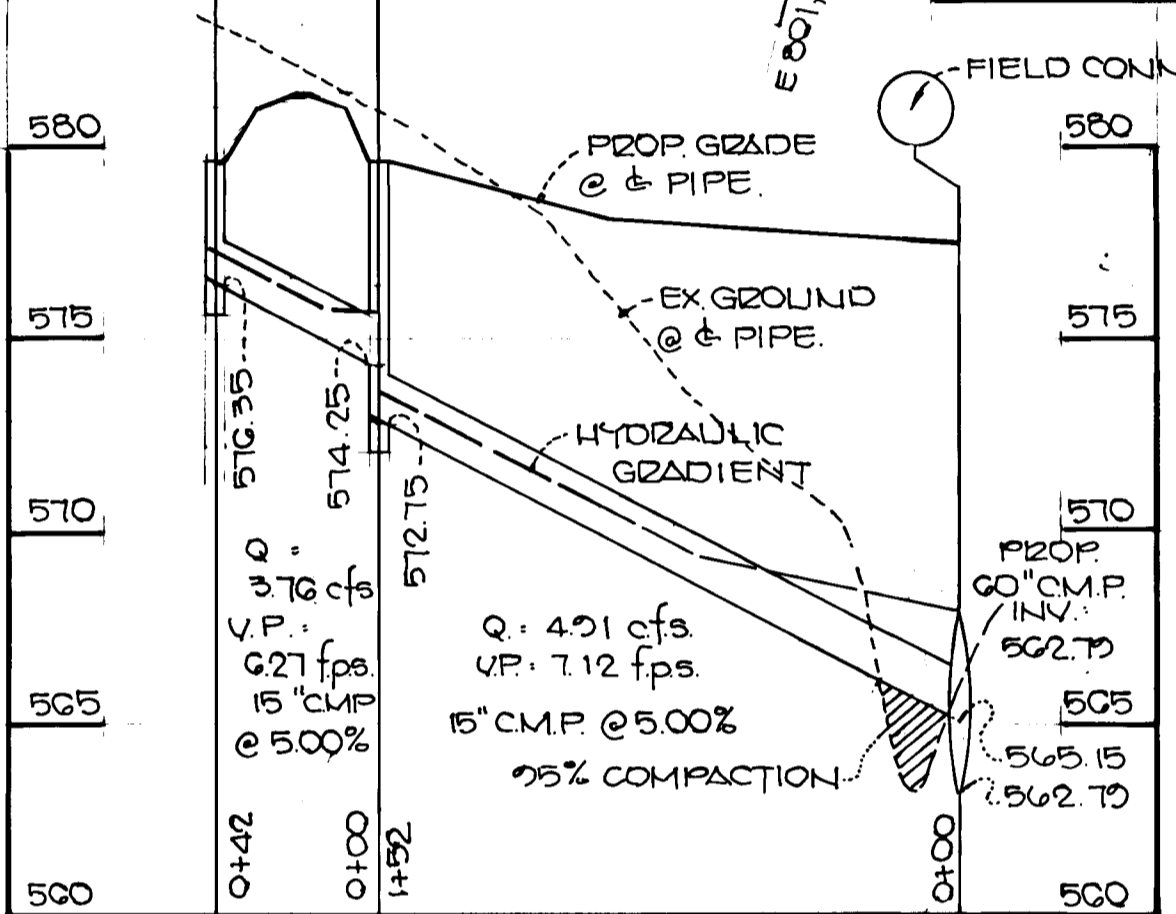 E 801,
FIELD CONN
580
580
PROP. GRADE
@ ℄ PIPE.
EX. GROUND
@ ℄ PIPE.
575
575
576.35
574.25
572.75
HYDRAULIC
GRADIENT
570
570
Q =
3.76 cfs
V.P. =
6.27 f.p.s.
15 "CMP
@ 5.00%
Q. = 4.91 c.f.s.
V.P. = 7.12 f.p.s.
15" C.M.P. @ 5.00%
95% COMPACTION
PROP.
60" C.M.P.
INV. =
562.79
565
565
565.15
562.79
0+42
0+00
1+52
0+00
560
560